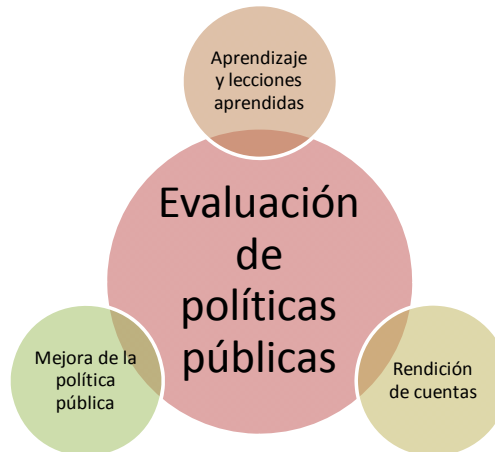 Aprendizaje
y lecciones
aprendidas
Evaluación
de
políticas
públicas
Mejora de la
política
pública
Rendición
de cuentas